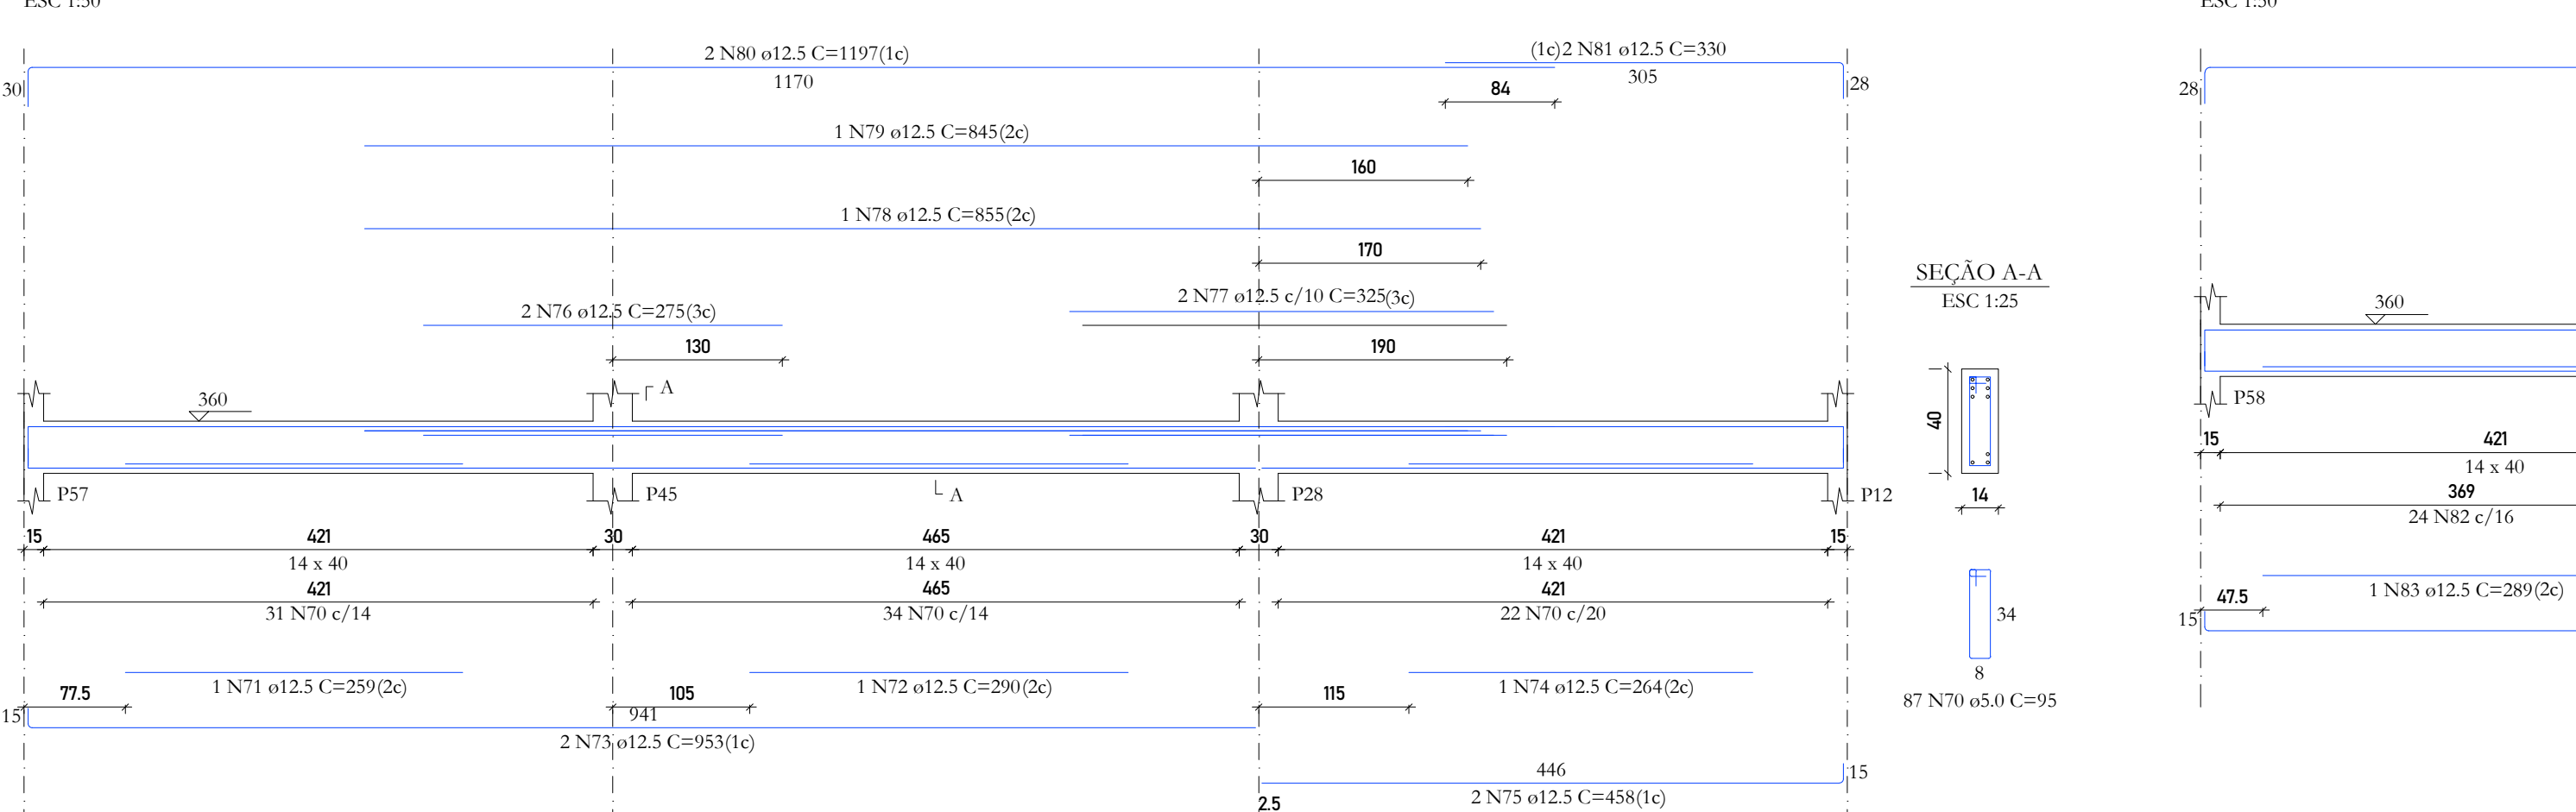 ESC 1:50
ESC 1:50
2 N80 ø12.5 C=1197(1c)
1170
30
(1c)2 N81 ø12.5 C=330
305
28
84
28
1 N79 ø12.5 C=845(2c)
160
1 N78 ø12.5 C=855(2c)
170
2 N76 ø12.5 C=275(3c)
130
2 N77 ø12.5 c/10 C=325(3c)
190
SEÇÃO A-A
ESC 1:25
A
360
360
40
14
P57
P45
A
P28
P12
P58
15
421
30
465
30
421
15
14 x 40
14 x 40
14 x 40
421
465
421
31 N70 c/14
34 N70 c/14
22 N70 c/20
15
421
14 x 40
369
24 N82 c/16
34
8
87 N70 ø5.0 C=95
77.5
1 N71 ø12.5 C=259(2c)
105
1 N72 ø12.5 C=290(2c)
115
1 N74 ø12.5 C=264(2c)
47.5
1 N83 ø12.5 C=289(2c)
15
15
941
2 N73 ø12.5 C=953(1c)
446
15
2.5
2 N75 ø12.5 C=458(1c)